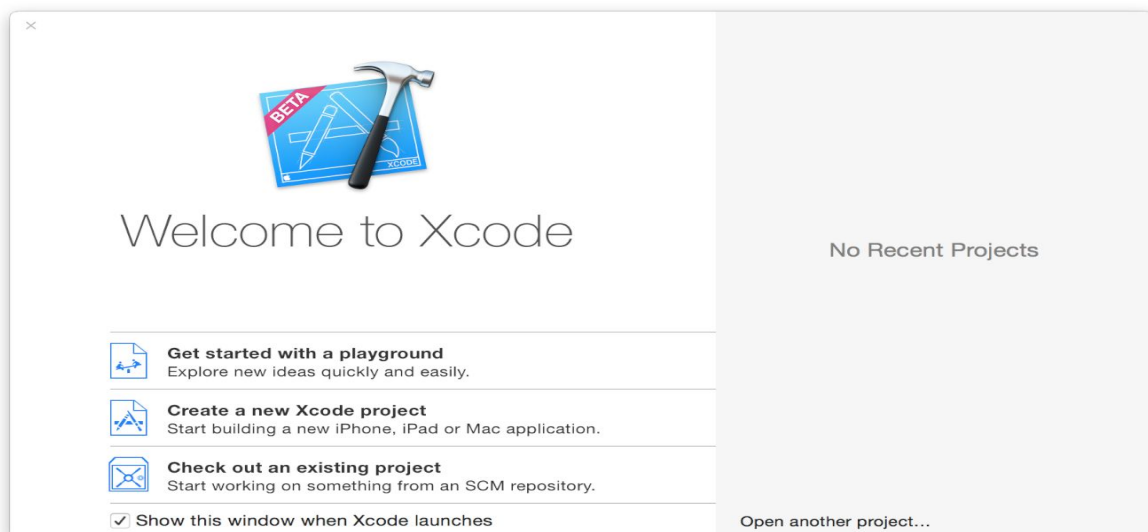 BETA
XCODE
Welcome to Xcode
No Recent Projects
Get started with a playground
Explore new ideas quickly and easily.
Create a new Xcode project
Start building a new iPhone, iPad or Mac application.
Check out an existing project
Start working on something from an SCM repository.
Show this window when Xcode launches
Open another project...